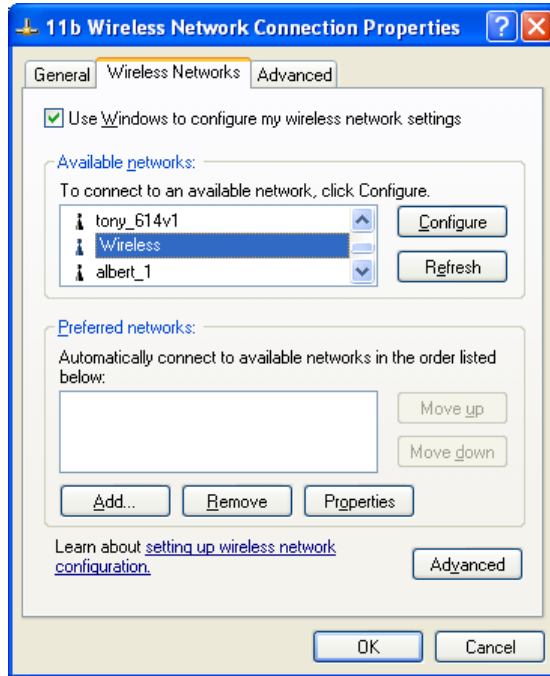 11b Wireless Network Connection Properties
General Wireless Networks Advanced
Use Windows to configure my wireless network settings
Available networks:
To connect to an available network, click Configure.
tony_614v1
Wireless
albert_1
Configure
Refresh
Preferred networks:
Automatically connect to available networks in the order listed
below:
Move up
Move down
Add... Remove Properties
Learn about setting up wireless network
configuration.
Advanced
OK Cancel